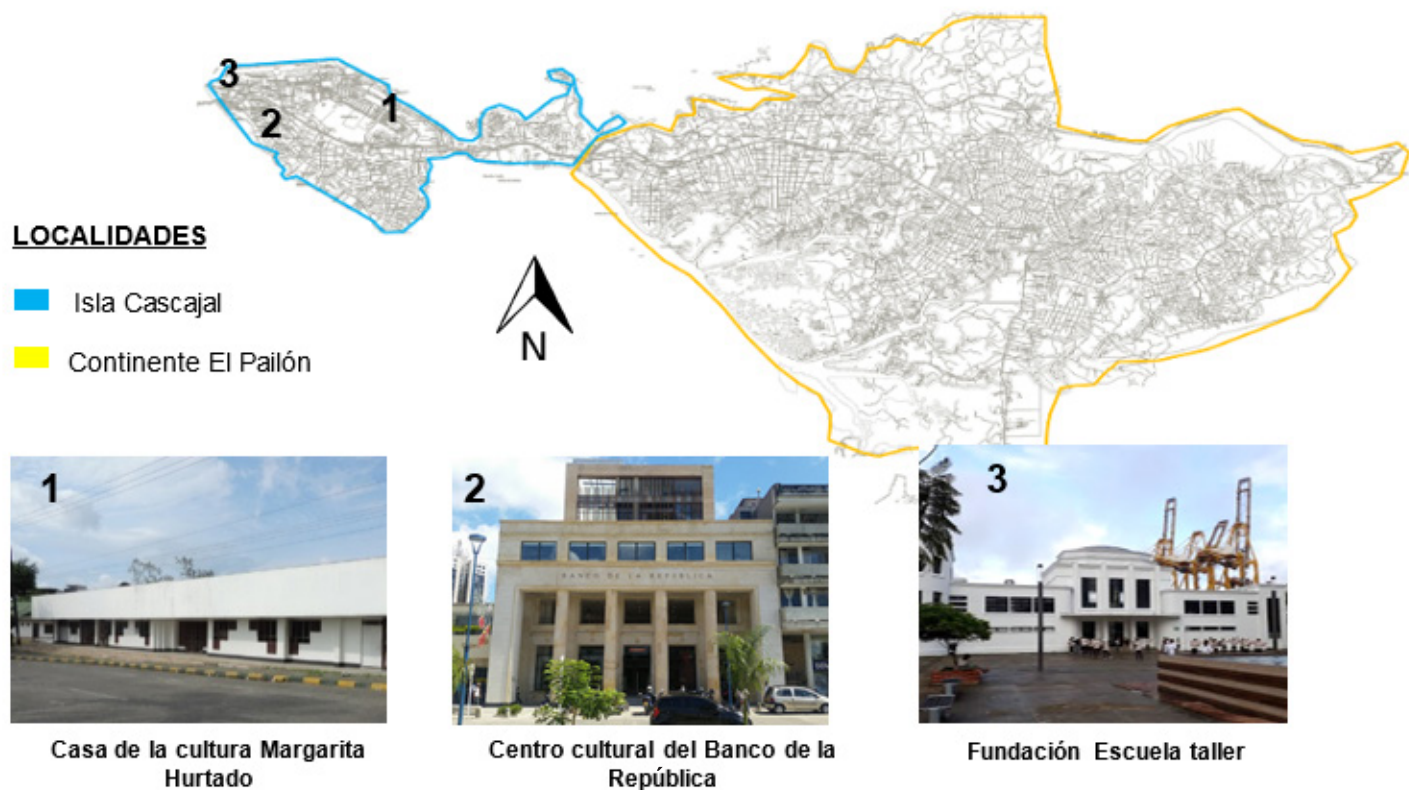 3
1
2
LOCALIDADES
Isla Cascajal
Continente El Pailón
N
1
2
BANCO DE LA REPUBLICA
3
Casa de la cultura Margarita
Hurtado
Centro cultural del Banco de la
República
Fundación Escuela taller